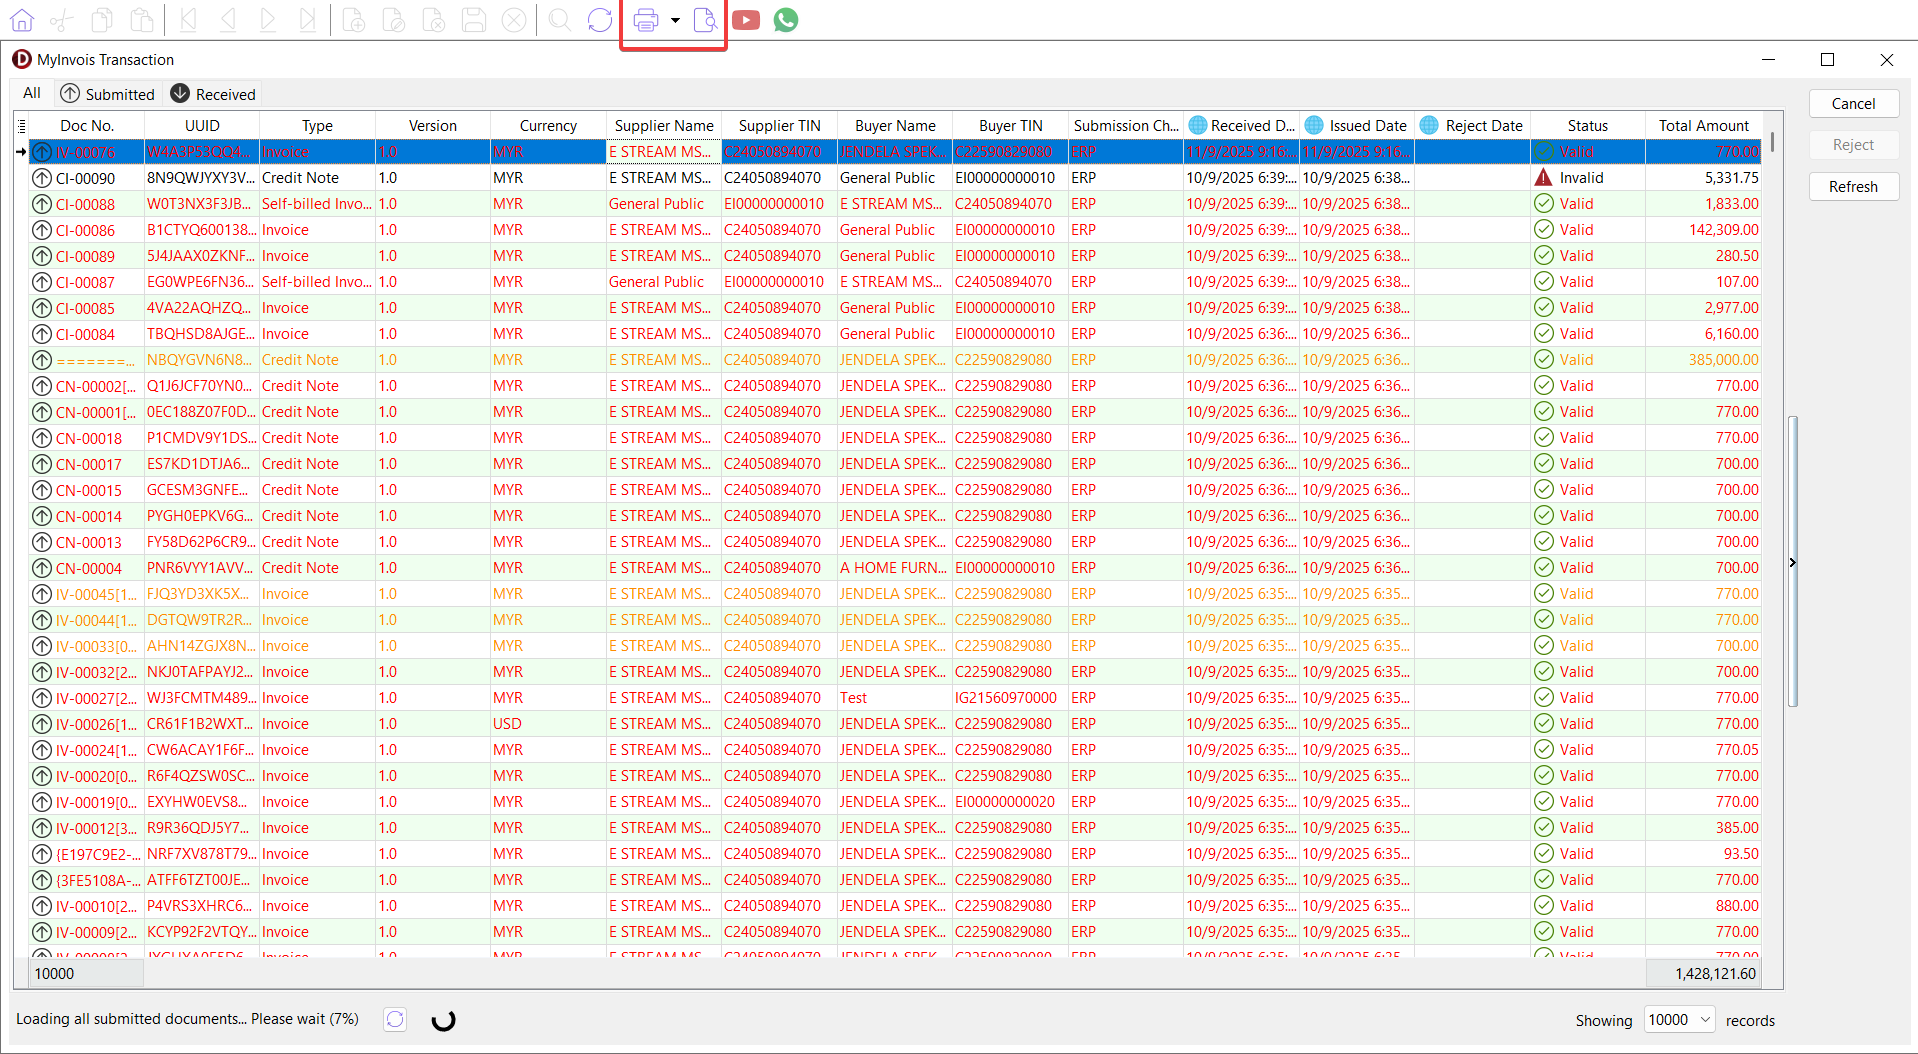 MyInvois Transaction
All Submitted Received
Cancel
Reject
Refresh
Doc No. UUID Type Version Currency Supplier Name Supplier TIN Buyer Name Buyer TIN Submission Ch... Received D... Issued Date Reject Date Status Total Amount
IV-00076 W4A3P53QQ4... Invoice 1.0 MYR E STREAM MS... C24050894070 JENDELA SPEK... C22590829080 ERP 11/9/2025 9:16:... 11/9/2025 9:16... Valid 770.00
CI-00090 8N9QWJYXY3V... Credit Note 1.0 MYR E STREAM MS... C24050894070 General Public EI00000000010 ERP 10/9/2025 6:39:... 10/9/2025 6:38... Invalid 5,331.75
CI-00088 W0T3NX3F3JB... Self-billed Invo... 1.0 MYR General Public EI00000000010 E STREAM MS... C24050894070 ERP 10/9/2025 6:39:... 10/9/2025 6:38... Valid 1,833.00
CI-00086 B1CTYQ600138... Invoice 1.0 MYR E STREAM MS... C24050894070 General Public EI00000000010 ERP 10/9/2025 6:39:... 10/9/2025 6:38... Valid 142,309.00
CI-00089 5J4JAAX0ZKNF... Invoice 1.0 MYR E STREAM MS... C24050894070 General Public EI00000000010 ERP 10/9/2025 6:39:... 10/9/2025 6:38... Valid 280.50
CI-00087 EG0WPE6FN36... Self-billed Invo... 1.0 MYR General Public EI00000000010 E STREAM MS... C24050894070 ERP 10/9/2025 6:39:... 10/9/2025 6:38... Valid 107.00
CI-00085 4VA22AQHZQ... Invoice 1.0 MYR E STREAM MS... C24050894070 General Public EI00000000010 ERP 10/9/2025 6:39:... 10/9/2025 6:38... Valid 2,977.00
CI-00084 TBQHSD8AJGE... Invoice 1.0 MYR E STREAM MS... C24050894070 General Public EI00000000010 ERP 10/9/2025 6:36:... 10/9/2025 6:36... Valid 6,160.00
=======... NBQYGVN6N8... Credit Note 1.0 MYR E STREAM MS... C24050894070 JENDELA SPEK... C22590829080 ERP 10/9/2025 6:36:... 10/9/2025 6:36... Valid 385,000.00
CN-00002[... Q1J6JCF70YN0... Credit Note 1.0 MYR E STREAM MS... C24050894070 JENDELA SPEK... C22590829080 ERP 10/9/2025 6:36:... 10/9/2025 6:36... Valid 770.00
CN-00001[... 0EC188Z07F0D... Credit Note 1.0 MYR E STREAM MS... C24050894070 JENDELA SPEK... C22590829080 ERP 10/9/2025 6:36:... 10/9/2025 6:36... Valid 770.00
CN-00018 P1CMDV9Y1DS... Credit Note 1.0 MYR E STREAM MS... C24050894070 JENDELA SPEK... C22590829080 ERP 10/9/2025 6:36:... 10/9/2025 6:36... Valid 770.00
CN-00017 ES7KD1DTJA6... Credit Note 1.0 MYR E STREAM MS... C24050894070 JENDELA SPEK... C22590829080 ERP 10/9/2025 6:36:... 10/9/2025 6:36... Valid 700.00
CN-00015 GCESM3GNFE... Credit Note 1.0 MYR E STREAM MS... C24050894070 JENDELA SPEK... C22590829080 ERP 10/9/2025 6:36:... 10/9/2025 6:36... Valid 700.00
CN-00014 PYGH0EPKV6G... Credit Note 1.0 MYR E STREAM MS... C24050894070 JENDELA SPEK... C22590829080 ERP 10/9/2025 6:36:... 10/9/2025 6:36... Valid 700.00
CN-00013 FY58D62P6CR9... Credit Note 1.0 MYR E STREAM MS... C24050894070 JENDELA SPEK... C22590829080 ERP 10/9/2025 6:36:... 10/9/2025 6:36... Valid 700.00
CN-00004 PNR6VYY1AVV... Credit Note 1.0 MYR E STREAM MS... C24050894070 A HOME FURN... EI00000000010 ERP 10/9/2025 6:36:... 10/9/2025 6:36... Valid 700.00
IV-00045[1... FJQ3YD3XK5X... Invoice 1.0 MYR E STREAM MS... C24050894070 JENDELA SPEK... C22590829080 ERP 10/9/2025 6:35:... 10/9/2025 6:35... Valid 770.00
IV-00044[1... DGTQW9TR2R... Invoice 1.0 MYR E STREAM MS... C24050894070 JENDELA SPEK... C22590829080 ERP 10/9/2025 6:35:... 10/9/2025 6:35... Valid 770.00
IV-00033[0... AHN14ZGJX8N... Invoice 1.0 MYR E STREAM MS... C24050894070 JENDELA SPEK... C22590829080 ERP 10/9/2025 6:35:... 10/9/2025 6:35... Valid 700.00
IV-00032[2... NKJ0TAFPAYJ2... Invoice 1.0 MYR E STREAM MS... C24050894070 JENDELA SPEK... C22590829080 ERP 10/9/2025 6:35:... 10/9/2025 6:35... Valid 700.00
IV-00027[2... WJ3FCMTM489... Invoice 1.0 MYR E STREAM MS... C24050894070 Test IG21560970000 ERP 10/9/2025 6:35:... 10/9/2025 6:35... Valid 770.00
IV-00026[1... CR61F1B2WXT... Invoice 1.0 USD E STREAM MS... C24050894070 JENDELA SPEK... C22590829080 ERP 10/9/2025 6:35:... 10/9/2025 6:35... Valid 770.00
IV-00024[1... CW6ACAY1F6F... Invoice 1.0 MYR E STREAM MS... C24050894070 JENDELA SPEK... C22590829080 ERP 10/9/2025 6:35:... 10/9/2025 6:35... Valid 770.05
IV-00020[0... R6F4QZSW0SC... Invoice 1.0 MYR E STREAM MS... C24050894070 JENDELA SPEK... C22590829080 ERP 10/9/2025 6:35:... 10/9/2025 6:35... Valid 770.00
IV-00019[0... EXYHW0EVS8... Invoice 1.0 MYR E STREAM MS... C24050894070 JENDELA SPEK... EI00000000020 ERP 10/9/2025 6:35:... 10/9/2025 6:35... Valid 770.00
IV-00012[3... R9R36QDJ5Y7... Invoice 1.0 MYR E STREAM MS... C24050894070 JENDELA SPEK... C22590829080 ERP 10/9/2025 6:35:... 10/9/2025 6:35... Valid 385.00
{E197C9E2-... NRF7XV878T79... Invoice 1.0 MYR E STREAM MS... C24050894070 JENDELA SPEK... C22590829080 ERP 10/9/2025 6:35:... 10/9/2025 6:35... Valid 93.50
{3FE5108A-... ATFF6TZT00JE... Invoice 1.0 MYR E STREAM MS... C24050894070 JENDELA SPEK... C22590829080 ERP 10/9/2025 6:35:... 10/9/2025 6:35... Valid 770.00
IV-00010[2... P4VRS3XHRC6... Invoice 1.0 MYR E STREAM MS... C24050894070 JENDELA SPEK... C22590829080 ERP 10/9/2025 6:35:... 10/9/2025 6:35... Valid 880.00
IV-00009[2... KCYP92F2VTQY... Invoice 1.0 MYR E STREAM MS... C24050894070 JENDELA SPEK... C22590829080 ERP 10/9/2025 6:35:... 10/9/2025 6:35... Valid 770.00
10000 1,428,121.60
Loading all submitted documents... Please wait (7%)
Showing 10000 records